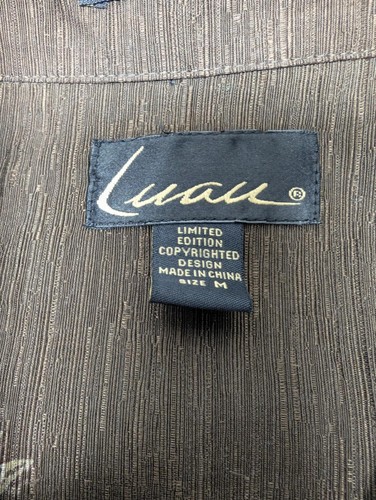 Luau ®
LIMITED
EDITION
COPYRIGHTED
DESIGN
MADE IN CHINA
SIZE M